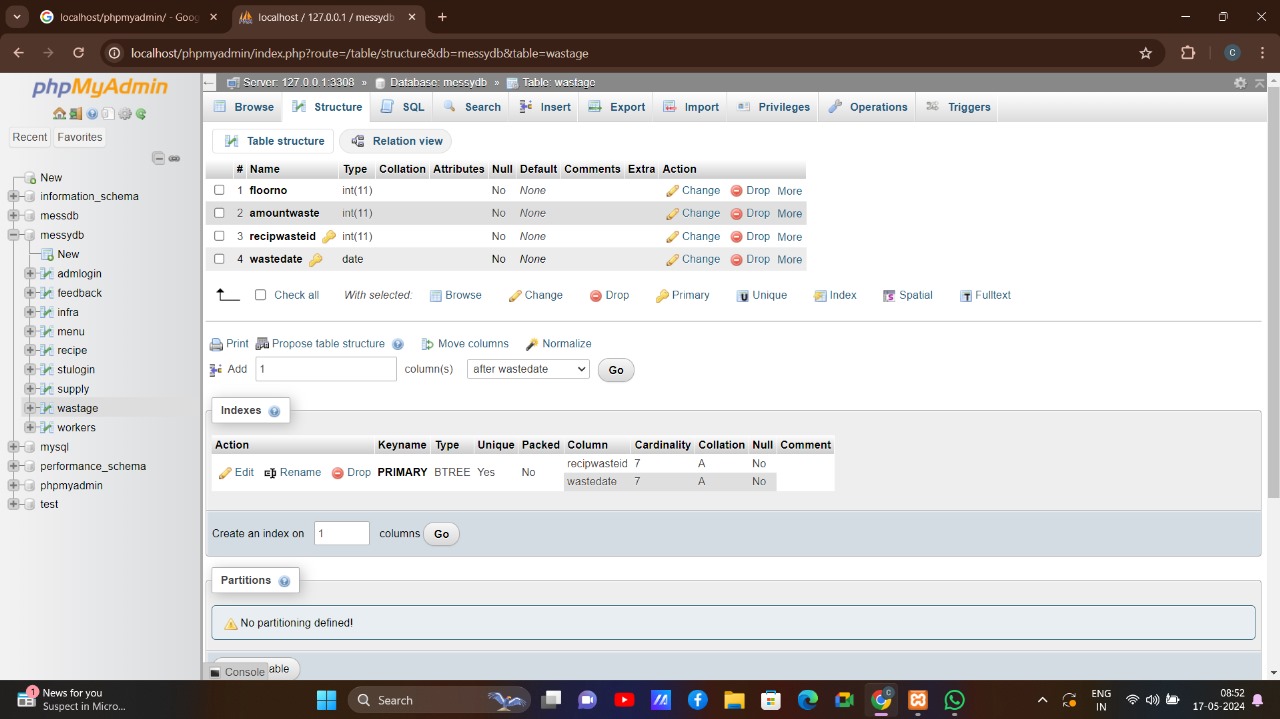 localhost/phpmyadmin/ - Goog
localhost / 127.0.0.1 / messydb
localhost/phpmyadmin/index.php?route=/table/structure&db=messydb&table=wastage
C
phpMyAdmin
Recent
Favorites
New
information_schema
messdb
messydb
New
admlogin
feedback
infra
menu
recipe
stulogin
supply
wastage
workers
mysql
performance_schema
phpmyadmin
test
Server: 127.0.0.1:3308 » Database: messydb » Table: wastage
Browse Structure SQL Search Insert Export Import Privileges Operations Triggers
Table structure Relation view
# Name Type Collation Attributes Null Default Comments Extra Action
1 floorno int(11) No None Change Drop More
2 amountwaste int(11) No None Change Drop More
3 recipwasteid int(11) No None Change Drop More
4 wastedate date No None Change Drop More
Check all With selected: Browse Change Drop Primary Unique Index Spatial Fulltext
Print Propose table structure Move columns Normalize
Add 1 column(s) after wastedate Go
Indexes
Action Keyname Type Unique Packed Column Cardinality Collation Null Comment
Edit Rename Drop PRIMARY BTREE Yes No recipwasteid 7 A No
wastedate 7 A No
Create an index on 1 columns Go
Partitions
No partitioning defined!
Console
able
1
News for you
Suspect in Micro...
Search
C
ENG
IN
08:52
17-05-2024